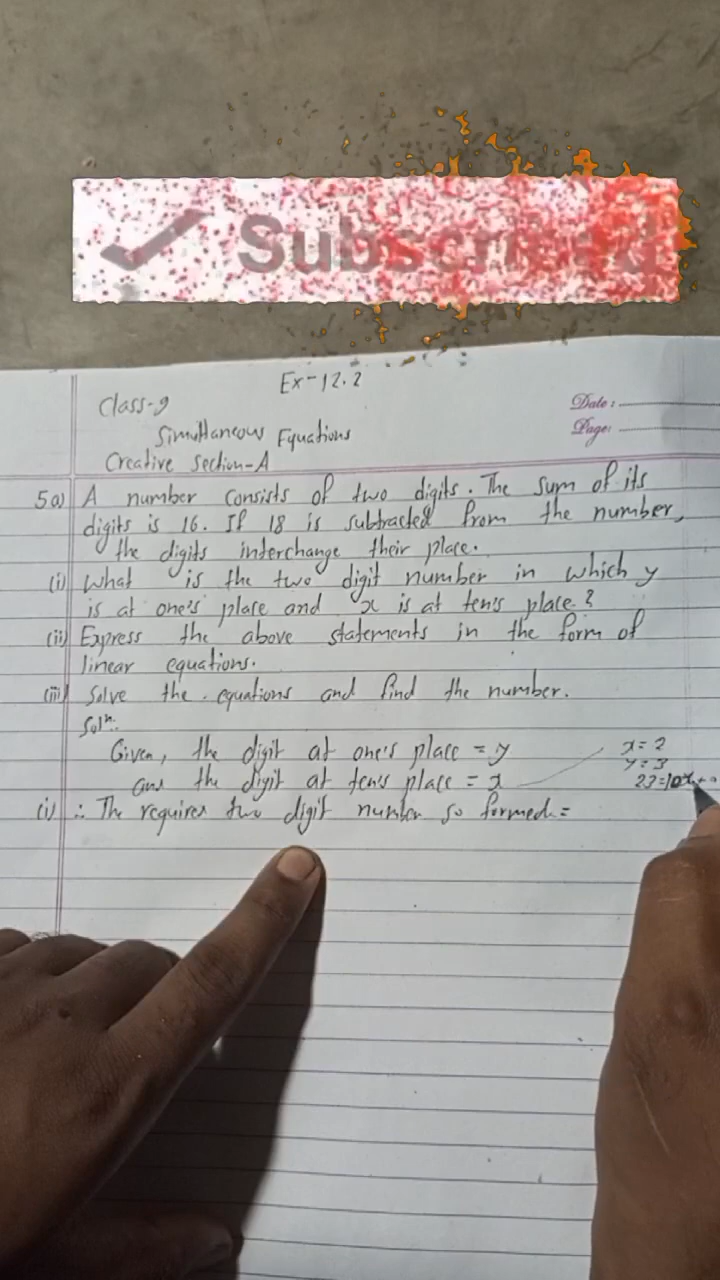 ✓ Subscribed
Ex-12.2
Class-9
Date:
Simultaneous Equations
Page:
Creative Section-A
5a) A number consists of two digits. The sum of its
digits is 16. If 18 is subtracted from the number,
the digits interchange their place.
(i) What is the two digit number in which y
is at one's place and x is at ten's place?
(ii) Express the above statements in the form of
linear equations.
(iii) Solve the equations and find the number.
Solⁿ.
Given, the digit at one's place = y
and the digit at ten's place = x
x = 2
y = 3
23=10x+
(i) ∴ The required two digit number so formed =